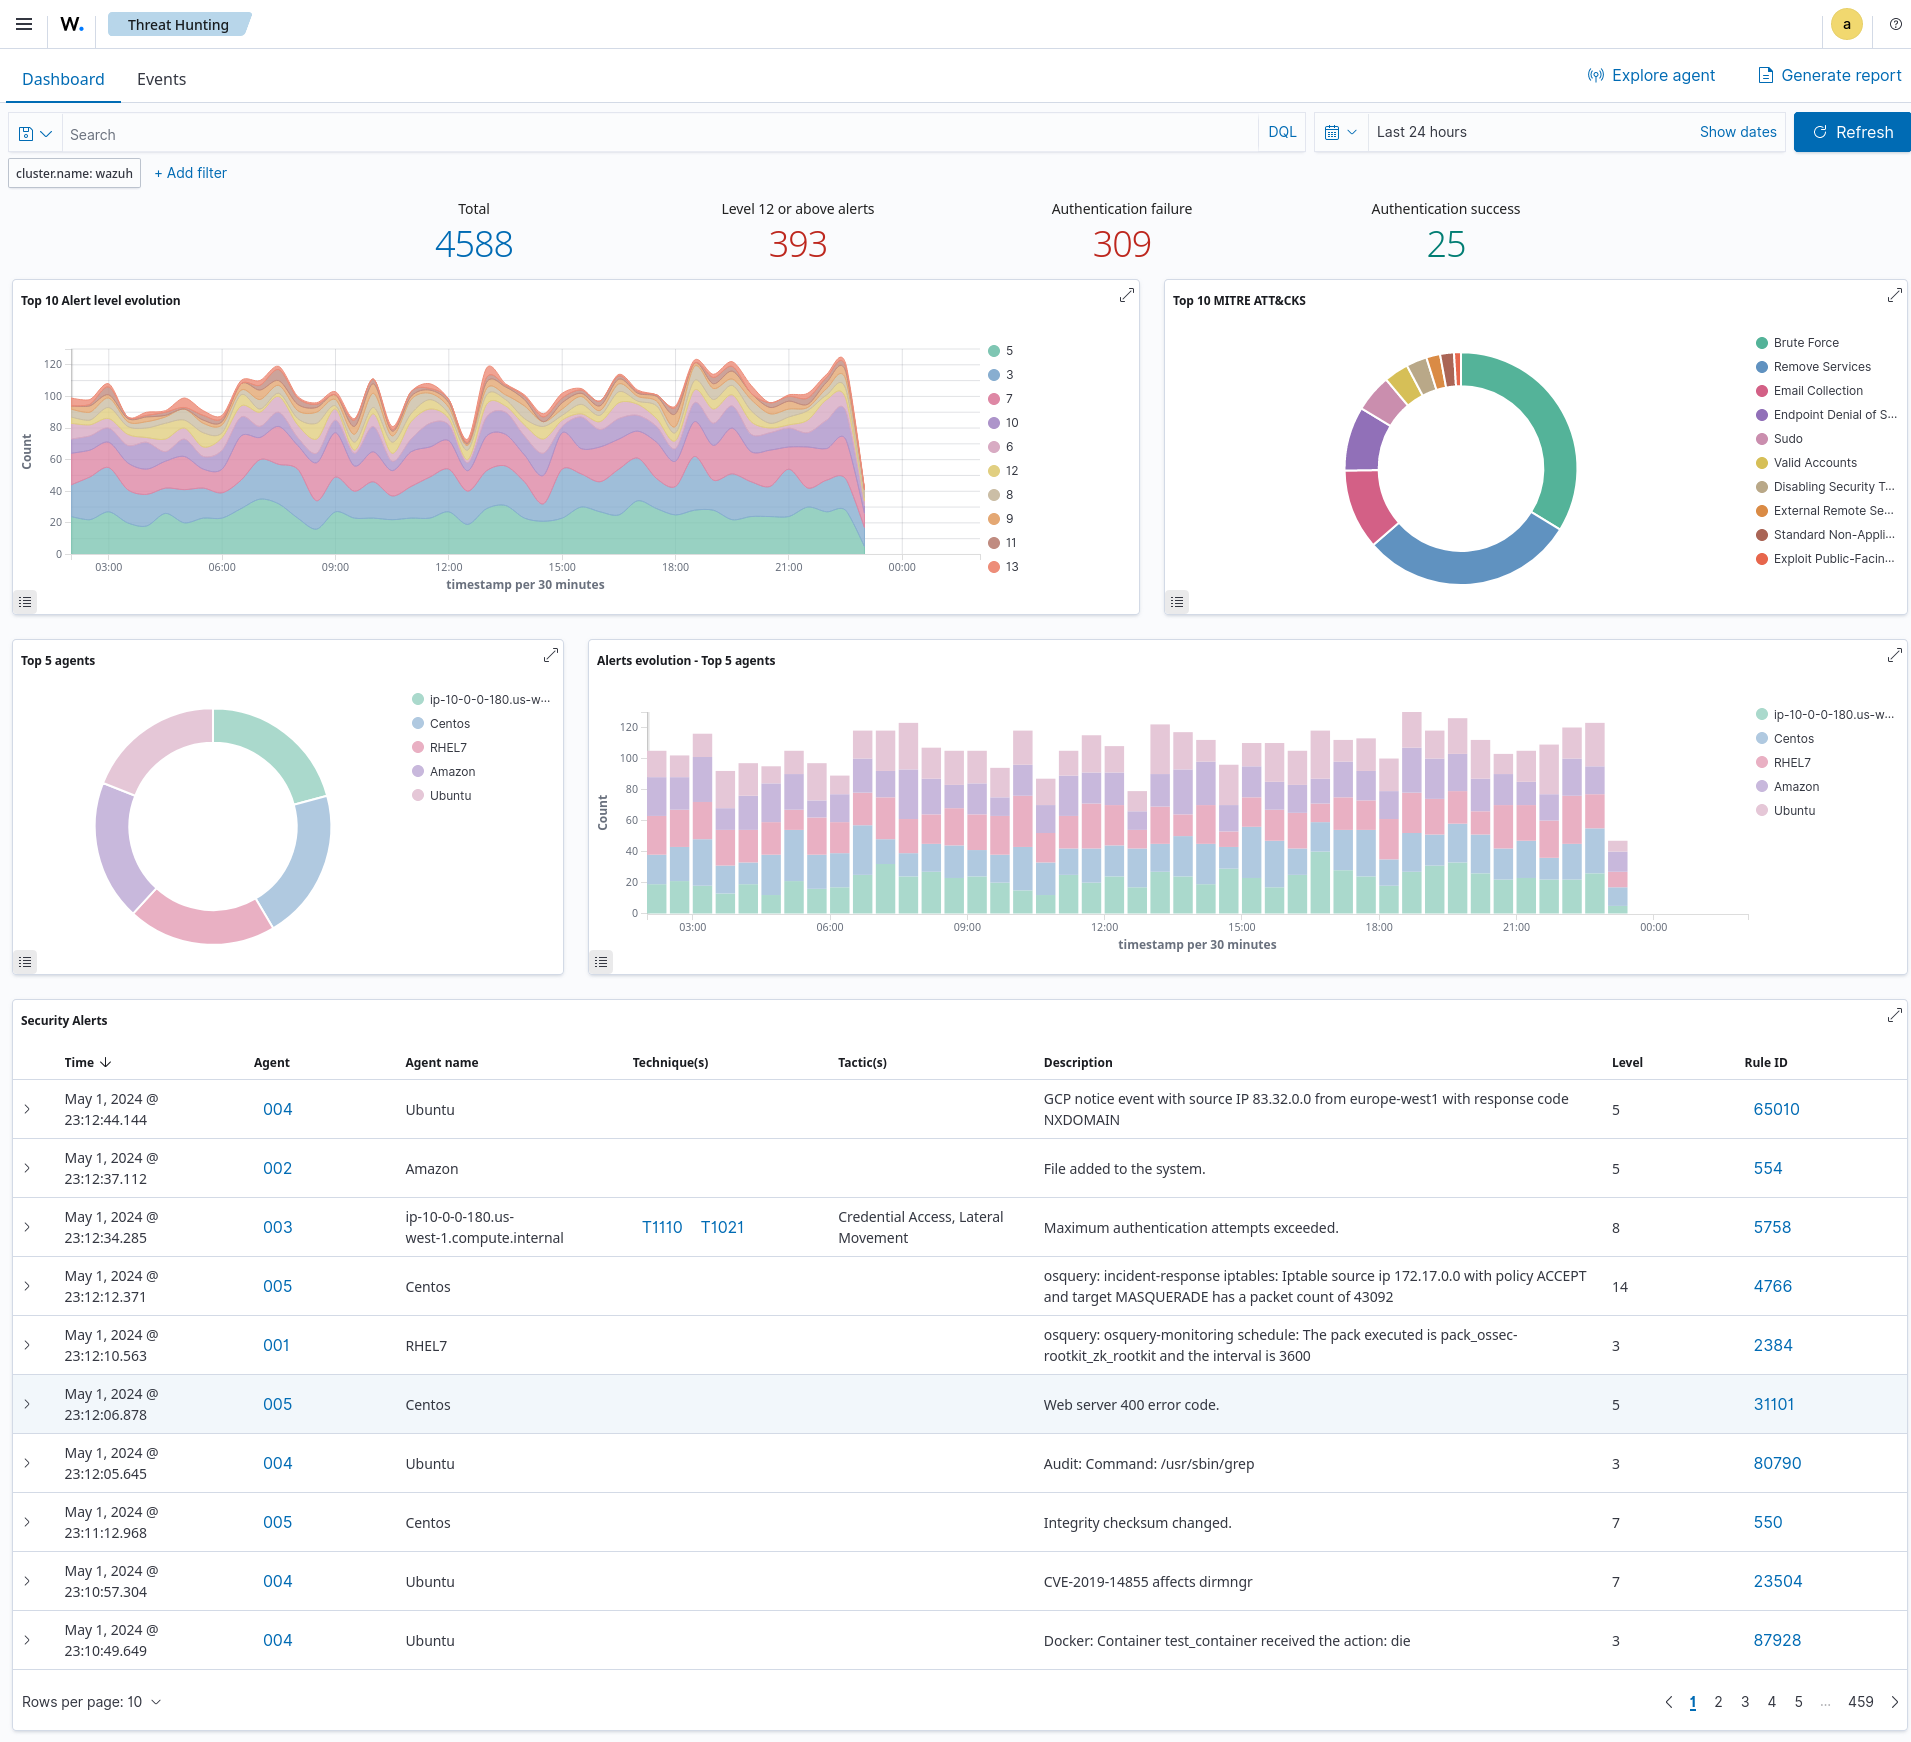 W.
Threat Hunting
a
Dashboard
Events
Explore agent
Generate report
Search
DQL
Last 24 hours
Show dates
Refresh
cluster.name: wazuh
+ Add filter
Total
4588
Level 12 or above alerts
393
Authentication failure
309
Authentication success
25
Top 10 Alert level evolution
120
100
80
60
40
20
0
Count
03:00
06:00
09:00
12:00
15:00
18:00
21:00
00:00
timestamp per 30 minutes
5
3
7
10
6
12
8
9
11
13
Top 10 MITRE ATT&CKS
Brute Force
Remove Services
Email Collection
Endpoint Denial of S...
Sudo
Valid Accounts
Disabling Security T...
External Remote Se...
Standard Non-Appli...
Exploit Public-Facin...
Top 5 agents
ip-10-0-0-180.us-w...
Centos
RHEL7
Amazon
Ubuntu
Alerts evolution - Top 5 agents
120
100
80
60
40
20
0
Count
03:00
06:00
09:00
12:00
15:00
18:00
21:00
00:00
timestamp per 30 minutes
ip-10-0-0-180.us-w...
Centos
RHEL7
Amazon
Ubuntu
Security Alerts
Time Agent Agent name Technique(s) Tactic(s) Description Level Rule ID
May 1, 2024 @
23:12:44.144
004
Ubuntu
GCP notice event with source IP 83.32.0.0 from europe-west1 with response code
NXDOMAIN
5
65010
May 1, 2024 @
23:12:37.112
002
Amazon
File added to the system.
5
554
May 1, 2024 @
23:12:34.285
003
ip-10-0-0-180.us-
west-1.compute.internal
T1110 T1021
Credential Access, Lateral
Movement
Maximum authentication attempts exceeded.
8
5758
May 1, 2024 @
23:12:12.371
005
Centos
osquery: incident-response iptables: Iptable source ip 172.17.0.0 with policy ACCEPT
and target MASQUERADE has a packet count of 43092
14
4766
May 1, 2024 @
23:12:10.563
001
RHEL7
osquery: osquery-monitoring schedule: The pack executed is pack_ossec-
rootkit_zk_rootkit and the interval is 3600
3
2384
May 1, 2024 @
23:12:06.878
005
Centos
Web server 400 error code.
5
31101
May 1, 2024 @
23:12:05.645
004
Ubuntu
Audit: Command: /usr/sbin/grep
3
80790
May 1, 2024 @
23:11:12.968
005
Centos
Integrity checksum changed.
7
550
May 1, 2024 @
23:10:57.304
004
Ubuntu
CVE-2019-14855 affects dirmngr
7
23504
May 1, 2024 @
23:10:49.649
004
Ubuntu
Docker: Container test_container received the action: die
3
87928
Rows per page: 10
1 2 3 4 5 ... 459